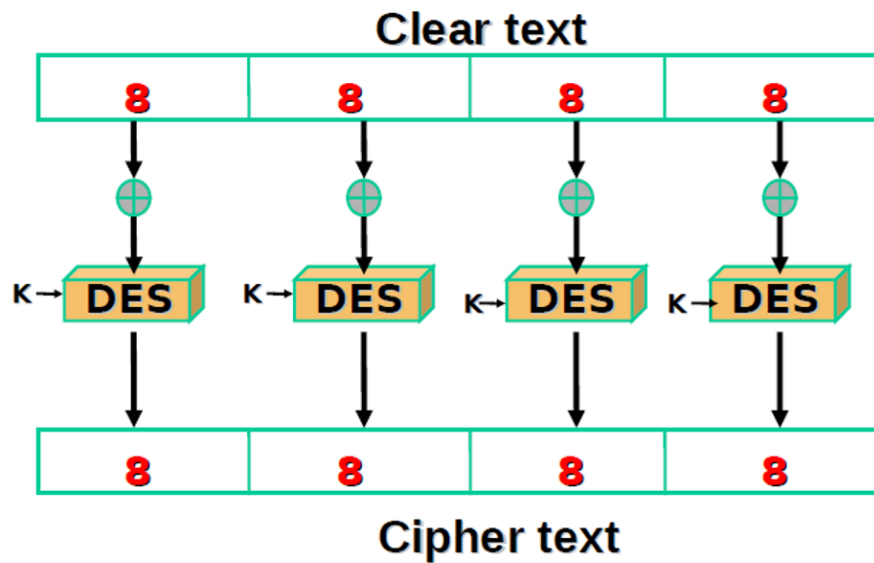 Clear text
8 8 8 8
K DES K DES K DES K DES
8 8 8 8
Cipher text